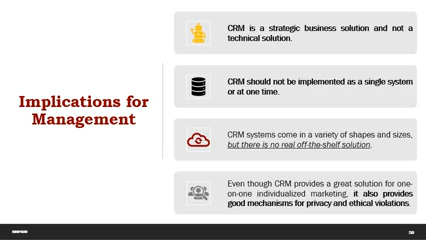 Implications for
Management
CRM is a strategic business solution and not a
technical solution.
CRM should not be implemented as a single system
or at one time.
CRM systems come in a variety of shapes and sizes,
but there is no real off-the-shelf solution.
Even though CRM provides a great solution for one-
on-one individualized marketing, it also provides
good mechanisms for privacy and ethical violations.